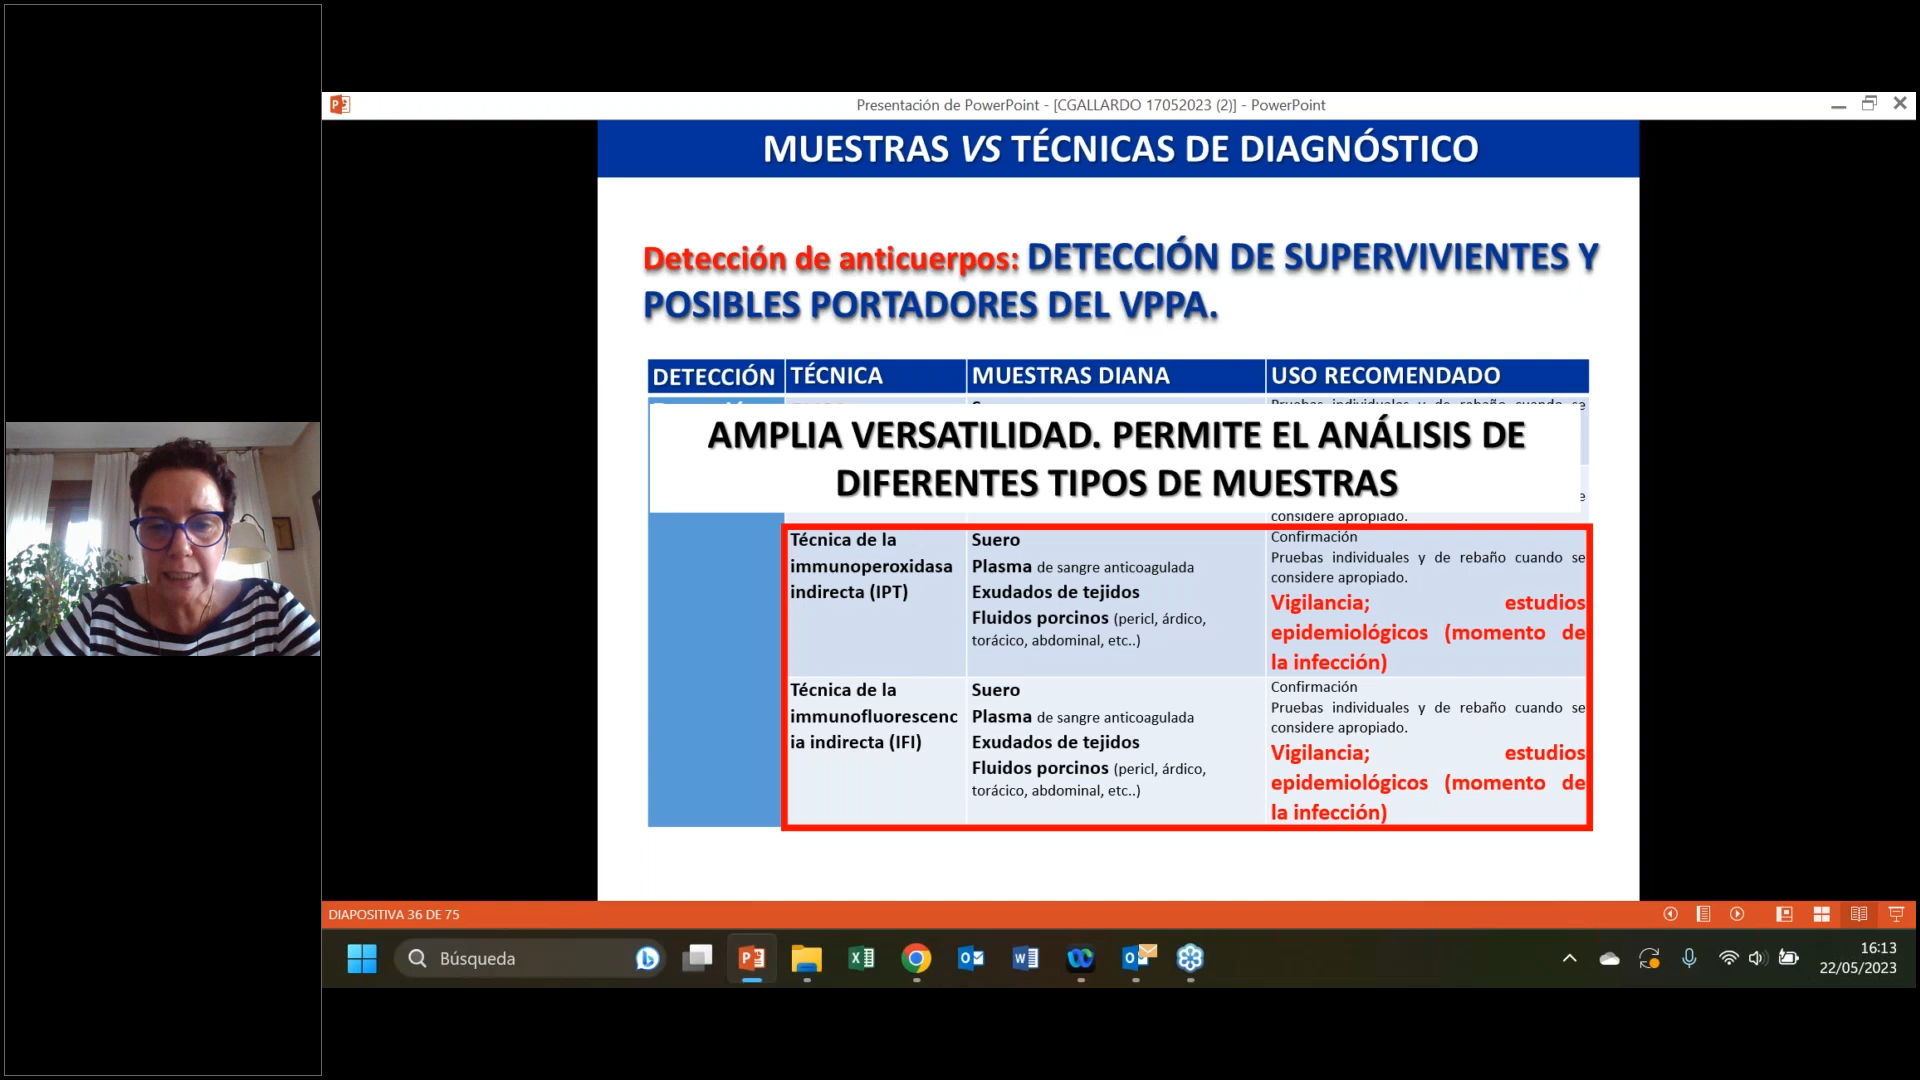 Presentación de PowerPoint - [CGALLARDO 17052023 (2)] - PowerPoint
MUESTRAS VS TÉCNICAS DE DIAGNÓSTICO
Detección de anticuerpos: DETECCIÓN DE SUPERVIVIENTES Y
POSIBLES PORTADORES DEL VPPA.
DETECCIÓN TÉCNICA MUESTRAS DIANA USO RECOMENDADO
Pruebas individuales y de rebaño cuando se
AMPLIA VERSATILIDAD. PERMITE EL ANÁLISIS DE
DIFERENTES TIPOS DE MUESTRAS
considere apropiado.
Técnica de la
immunoperoxidasa
indirecta (IPT)
Suero
Plasma de sangre anticoagulada
Exudados de tejidos
Fluidos porcinos (pericl, árdico,
torácico, abdominal, etc..)
Confirmación
Pruebas individuales y de rebaño cuando se
considere apropiado.
Vigilancia; estudios
epidemiológicos (momento de
la infección)
Técnica de la
immunofluorescenc
ia indirecta (IFI)
Suero
Plasma de sangre anticoagulada
Exudados de tejidos
Fluidos porcinos (pericl, árdico,
torácico, abdominal, etc..)
Confirmación
Pruebas individuales y de rebaño cuando se
considere apropiado.
Vigilancia; estudios
epidemiológicos (momento de
la infección)
DIAPOSITIVA 36 DE 75
Búsqueda
16:13
22/05/2023